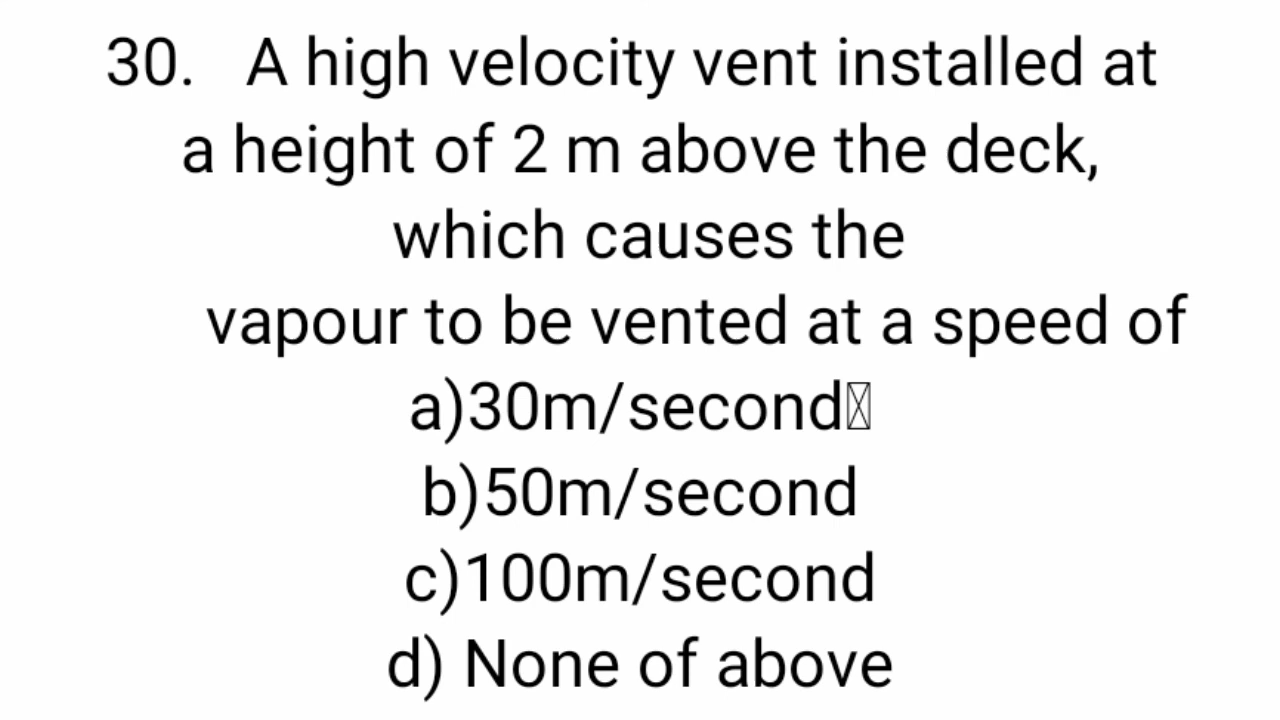 30. A high velocity vent installed at
a height of 2 m above the deck,
which causes the
vapour to be vented at a speed of
a)30m/second
b)50m/second
c)100m/second
d) None of above